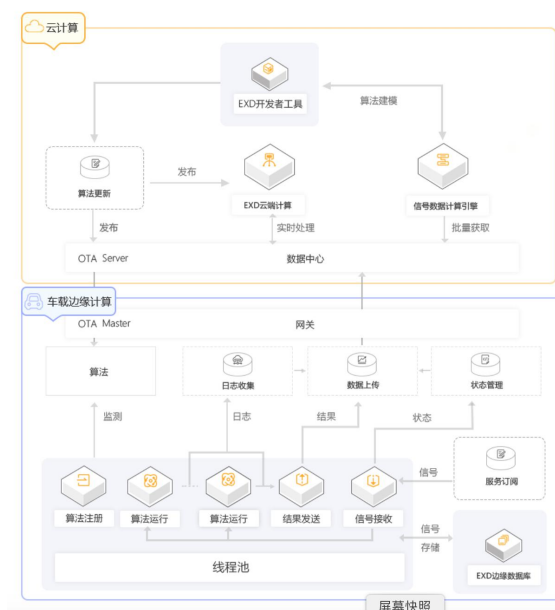 云计算
EXD开发者工具
算法建模
算法更新
发布
EXD云端计算
信号数据计算引擎
发布
实时处理
批量获取
OTA Server
数据中心
车载边缘计算
OTA Master
网关
算法
日志收集
数据上传
状态管理
监测
日志
结果
状态
服务订阅
信号
算法注册
算法运行
算法运行
结果发送
信号接收
信号
存储
线程池
EXD边缘数据库
屏幕快照